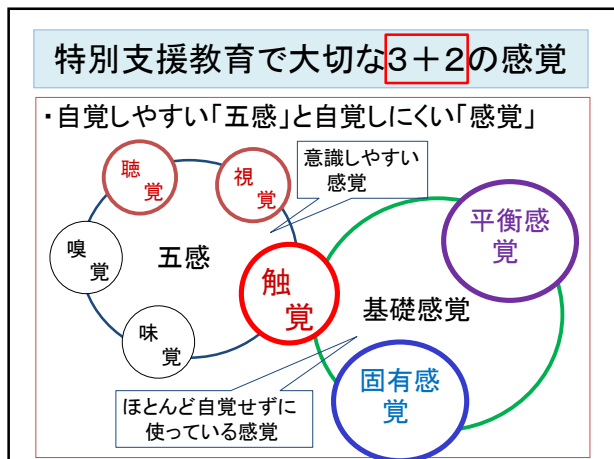 特別支援教育で大切な3+2の感覚
・自覚しやすい「五感」と自覚しにくい「感覚」
意識しやすい
感覚
聴
覚
視
覚
嗅
覚
五感
味
覚
触
覚
平衡感
覚
基礎感覚
固有感
覚
ほとんど自覚せずに
使っている感覚